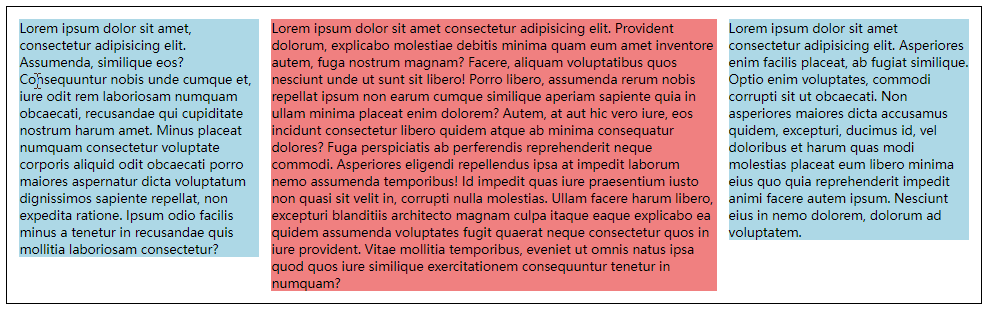 Lorem ipsum dolor sit amet,
consectetur adipisicing elit.
Assumenda, similique eos?
Consequuntur nobis unde cumque et,
iure odit rem laboriosam numquam
obcaecati, recusandae qui cupiditate
nostrum harum amet. Minus placeat
numquam consectetur voluptate
corporis aliquid odit obcaecati porro
maiores aspernatur dicta voluptatum
dignissimos sapiente repellat, non
expedita ratione. Ipsum odio facilis
minus a tenetur in recusandae quis
mollitia laboriosam consectetur?
Lorem ipsum dolor sit amet consectetur adipisicing elit. Provident
dolorum, explicabo molestiae debitis minima quam eum amet inventore
autem, fuga nostrum magnam? Facere, aliquam voluptatibus quos
nesciunt unde ut sunt sit libero! Porro libero, assumenda rerum nobis
repellat ipsum non earum cumque similique aperiam sapiente quia in
ullam minima placeat enim dolorem? Autem, at aut hic vero iure, eos
incidunt consectetur libero quidem atque ab minima consequatur
dolores? Fuga perspiciatis ab perferendis reprehenderit neque
commodi. Asperiores eligendi repellendus ipsa at impedit laborum
nemo assumenda temporibus! Id impedit quas iure praesentium iusto
non quasi sit velit in, corrupti nulla molestias. Ullam facere harum libero,
excepturi blanditiis architecto magnam culpa itaque eaque explicabo ea
quidem assumenda voluptates fugit quaerat neque consectetur quos in
iure provident. Vitae mollitia temporibus, eveniet ut omnis natus ipsa
quod quos iure similique exercitationem consequuntur tenetur in
numquam?
Lorem ipsum dolor sit amet
consectetur adipisicing elit. Asperiores
enim facilis placeat, ab fugiat similique.
Optio enim voluptates, commodi
corrupti sit ut obcaecati. Non
asperiores maiores dicta accusamus
quidem, excepturi, ducimus id, vel
doloribus et harum quas modi
molestias placeat eum libero minima
eius quo quia reprehenderit impedit
animi facere autem ipsum. Nesciunt
eius in nemo dolorem, dolorum ad
voluptatem.